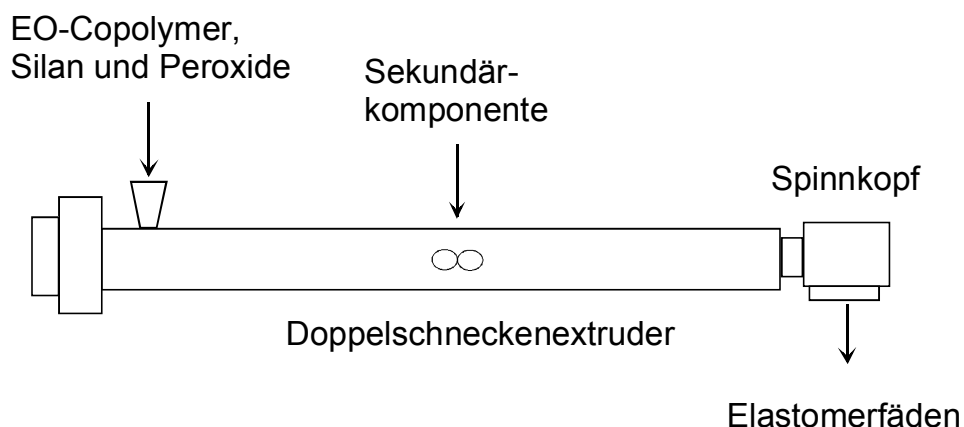 EO-Copolymer,
Silan und Peroxide
Sekundär-
komponente
Spinnkopf
Doppelschneckenextruder
Elastomerfäden